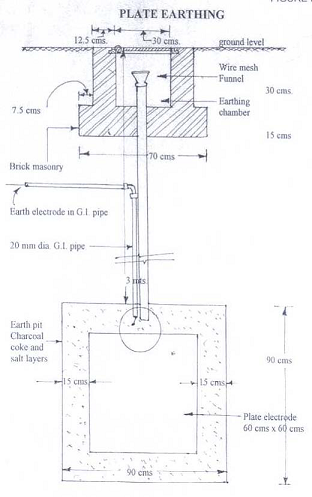 PLATE EARTHING
12.5 cms.
30 cms.
ground level
Wire mesh
Funnel
30 cms.
7.5 cms
Earthing
chamber
15 cms
Brick masonry
70 cms
Earth electrode in G.I. pipe
20 mm dia. G.I. pipe
3 mts.
Earth pit
Charcoal
coke and
salt layers
90 cms
15 cms.
15 cms.
Plate electrode
60 cms x 60 cms
90 cms